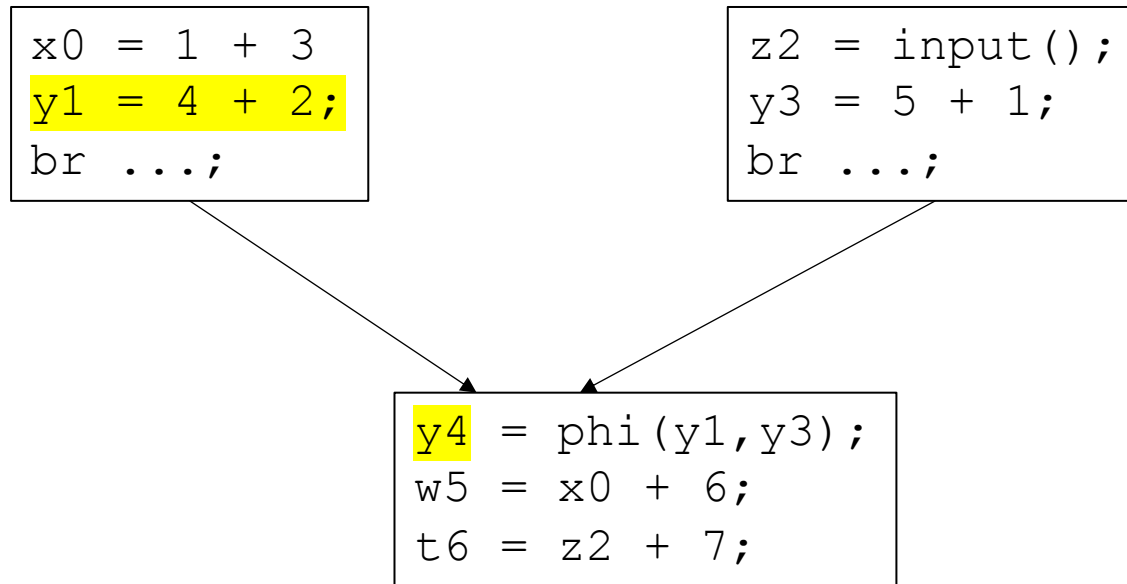 x0 = 1 + 3
y1 = 4 + 2;
br ...;
z2 = input();
y3 = 5 + 1;
br ...;
y4 = phi(y1,y3);
w5 = x0 + 6;
t6 = z2 + 7;